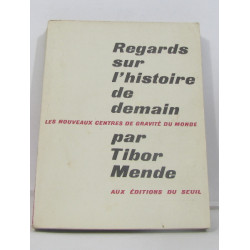 Regards
sur
l'histoire
de
demain
LES NOUVEAUX CENTRES DE GRAVITÉ DU MONDE
par
Tibor
Mende
AUX ÉDITIONS DU SEUIL